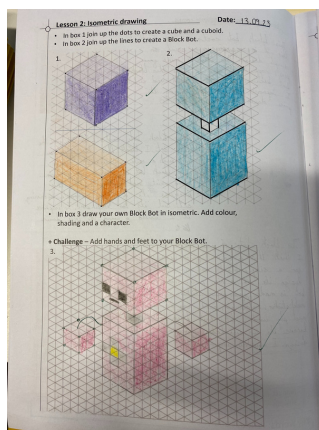 Lesson 2: Isometric drawing Date: 13.09.23
• In box 1 join up the dots to create a cube and a cuboid.
• In box 2 join up the lines to create a Block Bot.
1. 2.
• In box 3 draw your own Block Bot in isometric. Add colour,
shading and a character.
+ Challenge – Add hands and feet to your Block Bot.
3.